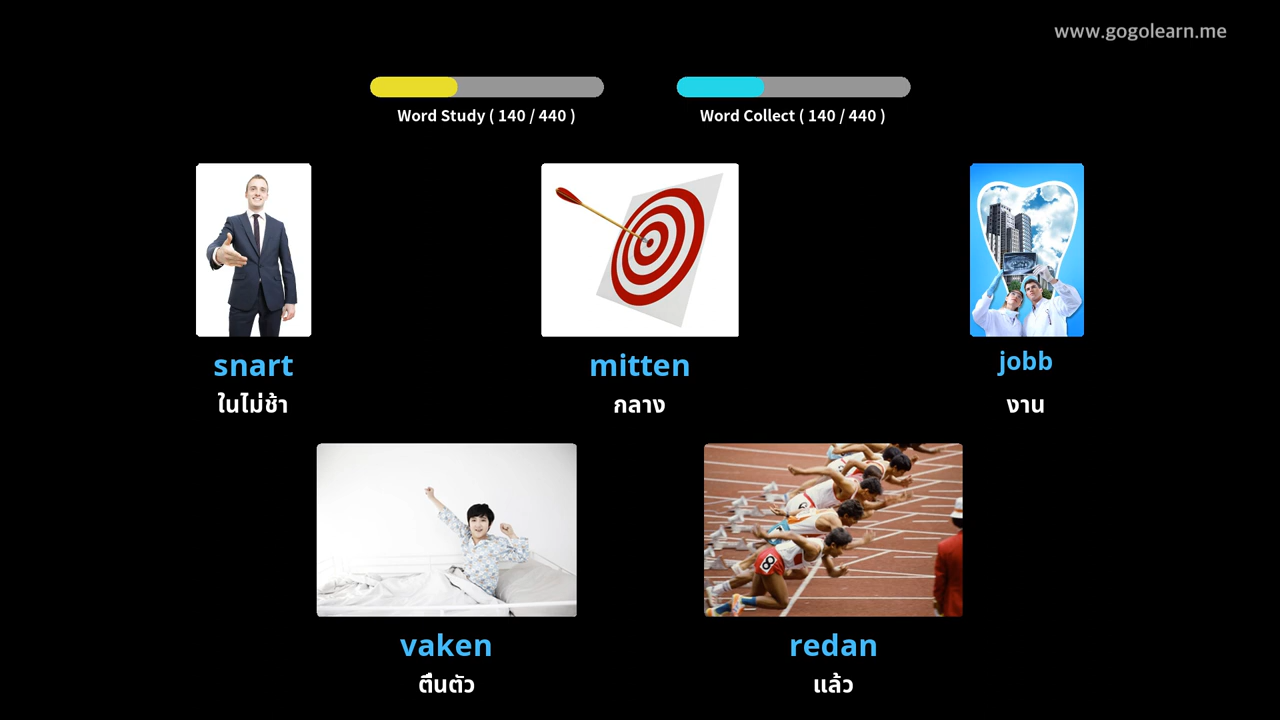 www.gogolearn.me
Word Study ( 140 / 440 )
Word Collect ( 140 / 440 )
snart
ในไม่ช้า
mitten
กลาง
jobb
งาน
vaken
ตื่นตัว
redan
แล้ว